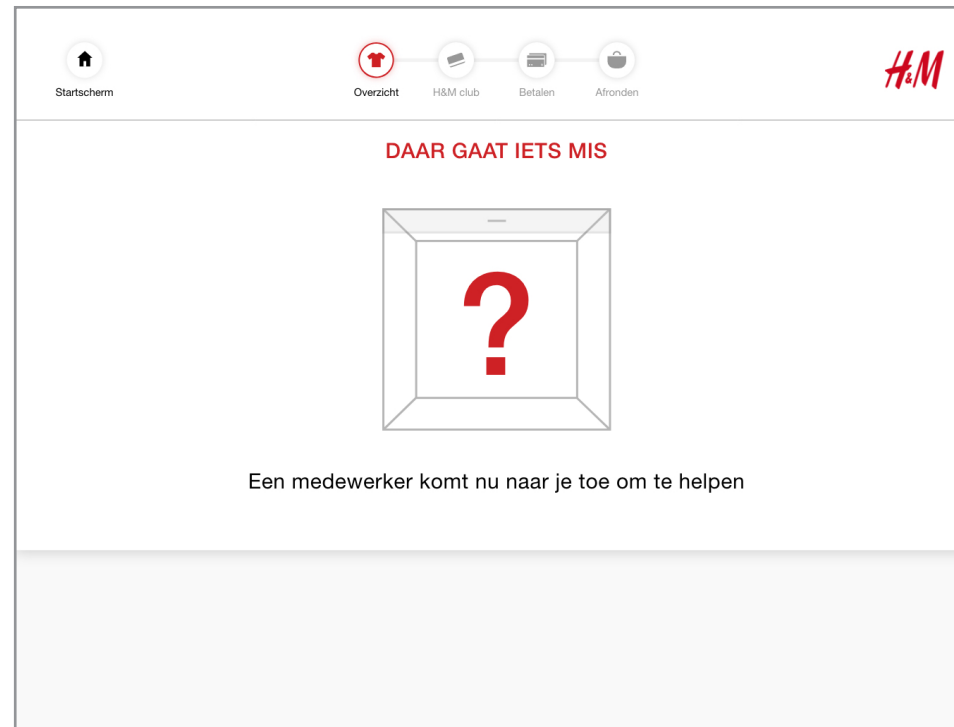 Startscherm
Overzicht
H&M club
Betalen
Afronden
H&M
DAAR GAAT IETS MIS
?
Een medewerker komt nu naar je toe om te helpen